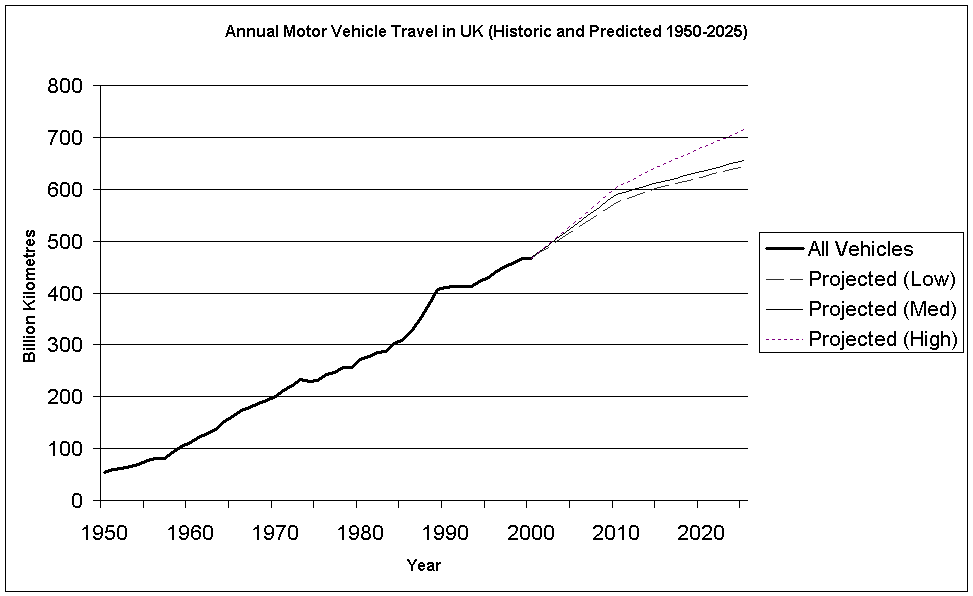 Annual Motor Vehicle Travel in UK (Historic and Predicted 1950-2025)
800
700
600
500
400
300
200
100
0
Billion Kilometres
1950 1960 1970 1980 1990 2000 2010 2020
Year
All Vehicles
Projected (Low)
Projected (Med)
Projected (High)